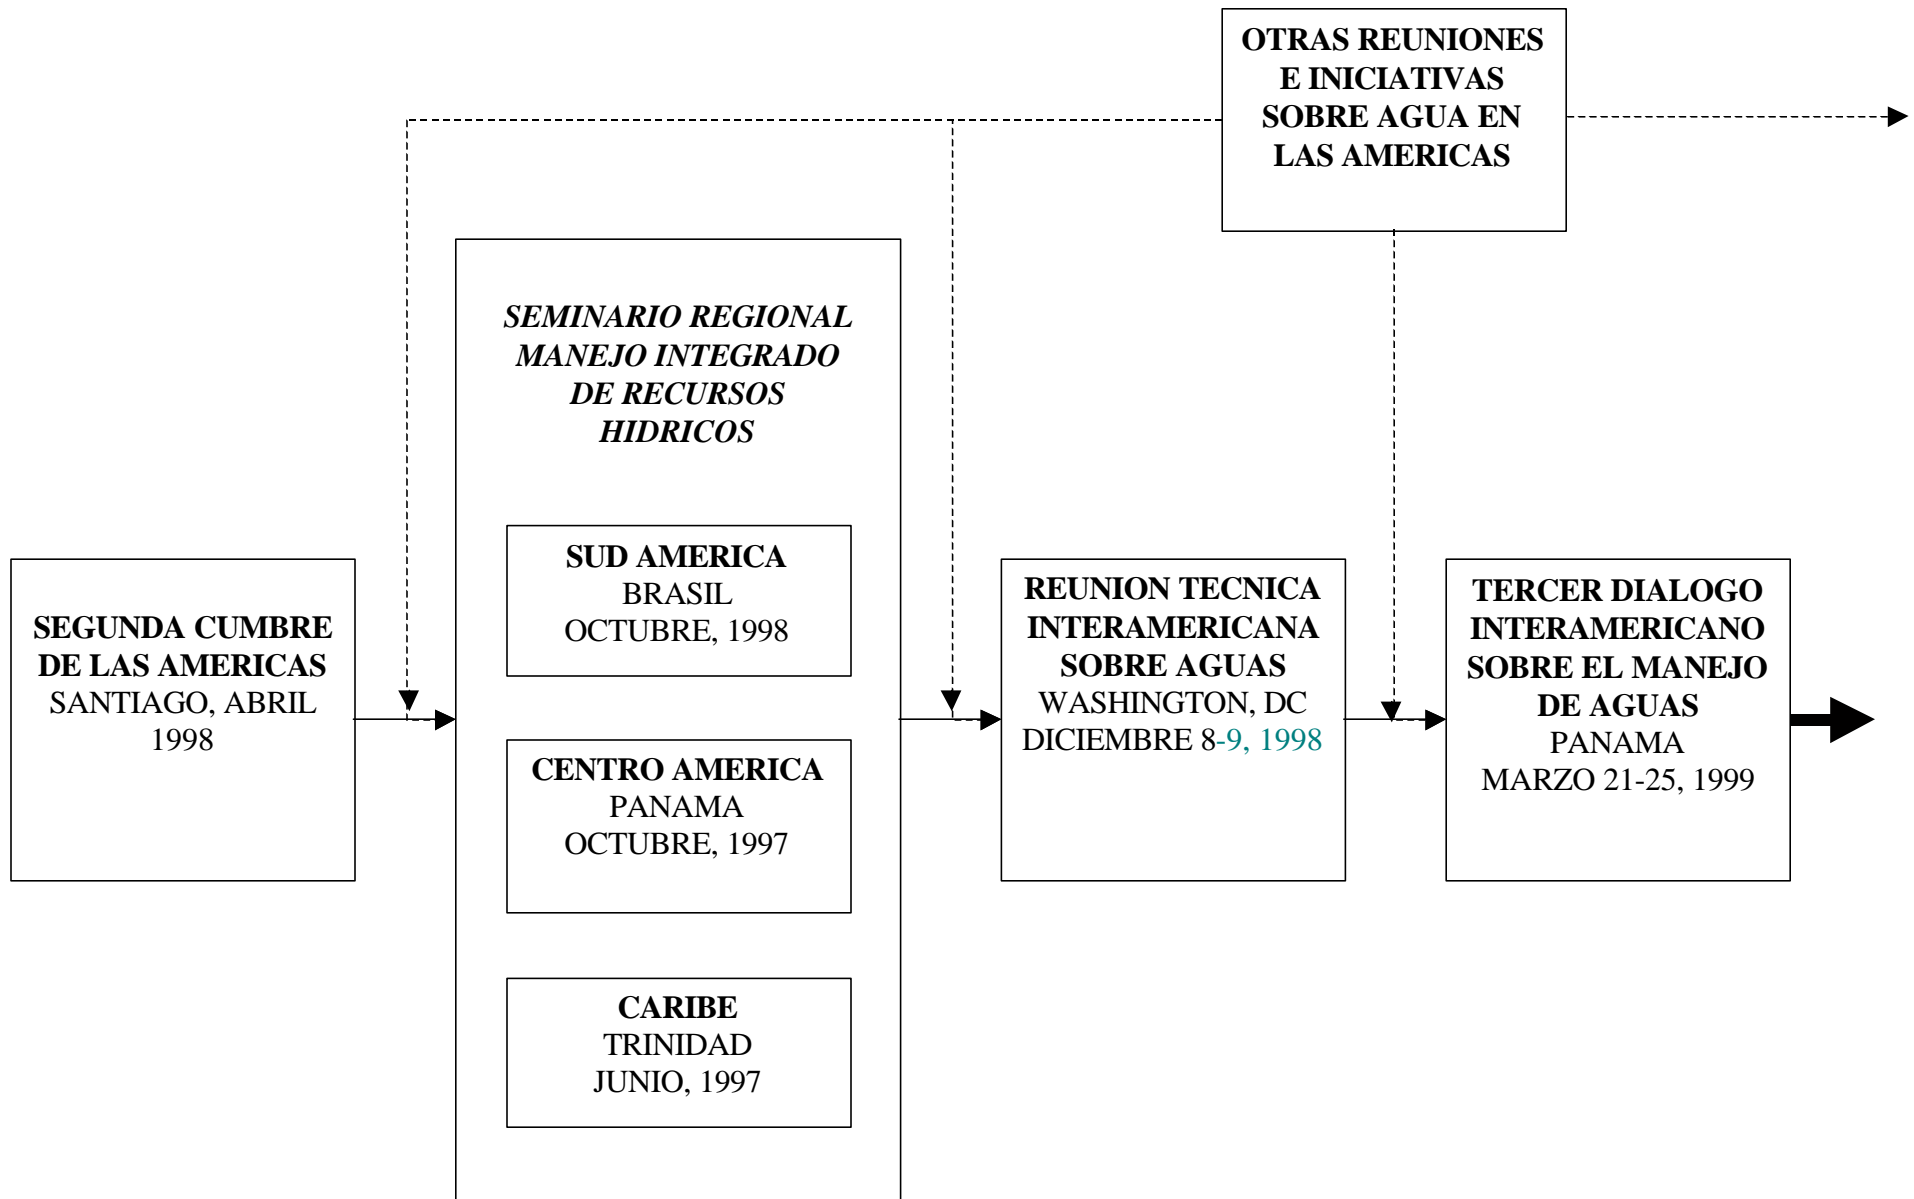 OTRAS REUNIONES
E INICIATIVAS
SOBRE AGUA EN
LAS AMERICAS
SEGUNDA CUMBRE
DE LAS AMERICAS
SANTIAGO, ABRIL
1998
SEMINARIO REGIONAL
MANEJO INTEGRADO
DE RECURSOS
HIDRICOS
SUD AMERICA
BRASIL
OCTUBRE, 1998
CENTRO AMERICA
PANAMA
OCTUBRE, 1997
CARIBE
TRINIDAD
JUNIO, 1997
REUNION TECNICA
INTERAMERICANA
SOBRE AGUAS
WASHINGTON, DC
DICIEMBRE 8-9, 1998
TERCER DIALOGO
INTERAMERICANO
SOBRE EL MANEJO
DE AGUAS
PANAMA
MARZO 21-25, 1999